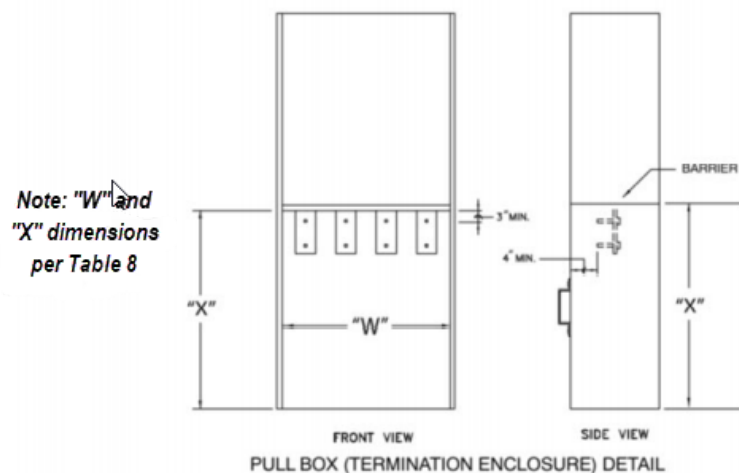 BARRIER
Note: "W" and
"X" dimensions
per Table 8
3" MIN.
4" MIN.
"X"
"W"
"X"
FRONT VIEW
SIDE VIEW
PULL BOX (TERMINATION ENCLOSURE) DETAIL